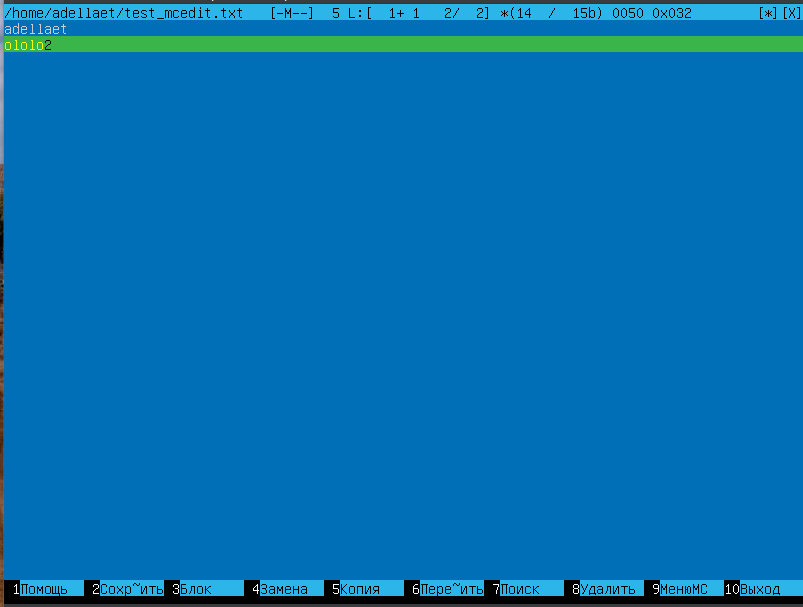 /home/adellaet/test_mcedit.txt [-M--] 5 L:[ 1+ 1 2/ 2] *(14 / 15b) 0050 0x032 [*][X]
adellaet
ololo2
1Помощь 2Сохр~ить 3Блок 4Замена 5Копия 6Пере~ить 7Поиск 8Удалить 9МенюMC 10Выход